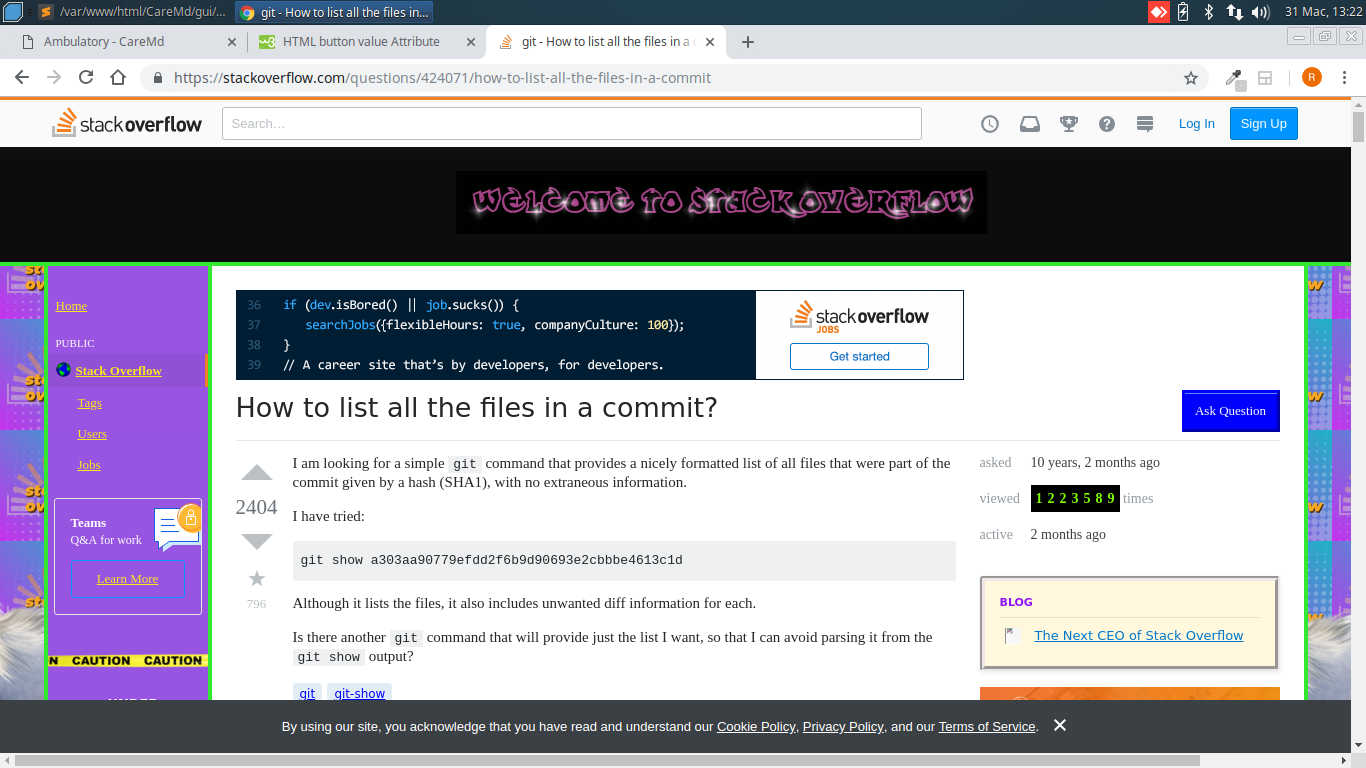 /var/www/html/CareMd/gui/... git - How to list all the files in... 31 Mac, 13:22
Ambulatory - CareMd HTML button value Attribute git - How to list all the files in a
https://stackoverflow.com/questions/424071/how-to-list-all-the-files-in-a-commit R
stackoverflow Search… Log In Sign Up
WELCOME TO STACK OVERFLOW
Home
PUBLIC
Stack Overflow
Tags
Users
Jobs
Teams
Q&A for work
Learn More
N CAUTION CAUTION
36 if (dev.isBored() || job.sucks()) {
37 searchJobs({flexibleHours: true, companyCulture: 100});
38 }
39 // A career site that’s by developers, for developers.
stackoverflow
JOBS
Get started
How to list all the files in a commit?
Ask Question
2404
796
I am looking for a simple git command that provides a nicely formatted list of all files that were part of the
commit given by a hash (SHA1), with no extraneous information.
I have tried:
git show a303aa90779efdd2f6b9d90693e2cbbbe4613c1d
Although it lists the files, it also includes unwanted diff information for each.
Is there another git command that will provide just the list I want, so that I can avoid parsing it from the
git show output?
git git-show
asked 10 years, 2 months ago
viewed 1223589 times
active 2 months ago
BLOG
The Next CEO of Stack Overflow
By using our site, you acknowledge that you have read and understand our Cookie Policy, Privacy Policy, and our Terms of Service.